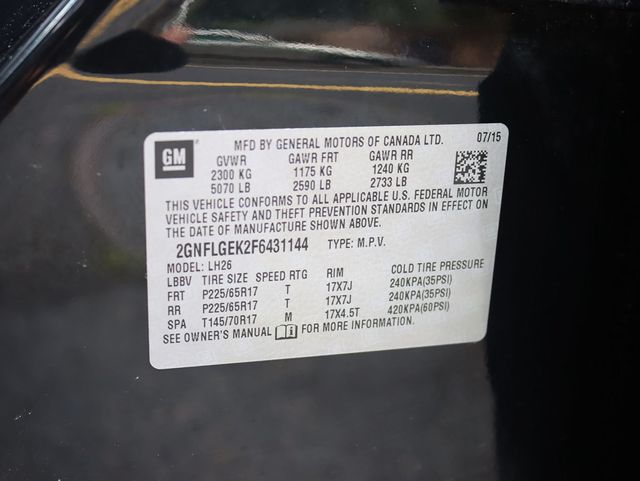 GM
MFD BY GENERAL MOTORS OF CANADA LTD. 07/15
GVWR GAWR FRT GAWR RR
2300 KG 1175 KG 1240 KG
5070 LB 2590 LB 2733 LB
THIS VEHICLE CONFORMS TO ALL APPLICABLE U.S. FEDERAL MOTOR
VEHICLE SAFETY AND THEFT PREVENTION STANDARDS IN EFFECT ON
THE DATE OF MANUFACTURE SHOWN ABOVE.
2GNFLGEK2F6431144 TYPE: M.P.V.
MODEL: LH26
LBBV TIRE SIZE SPEED RTG RIM COLD TIRE PRESSURE
FRT P225/65R17 T 17X7J 240KPA(35PSI)
RR P225/65R17 T 17X7J 240KPA(35PSI)
SPA T145/70R17 M 17X4.5T 420KPA(60PSI)
SEE OWNER'S MANUAL FOR MORE INFORMATION.